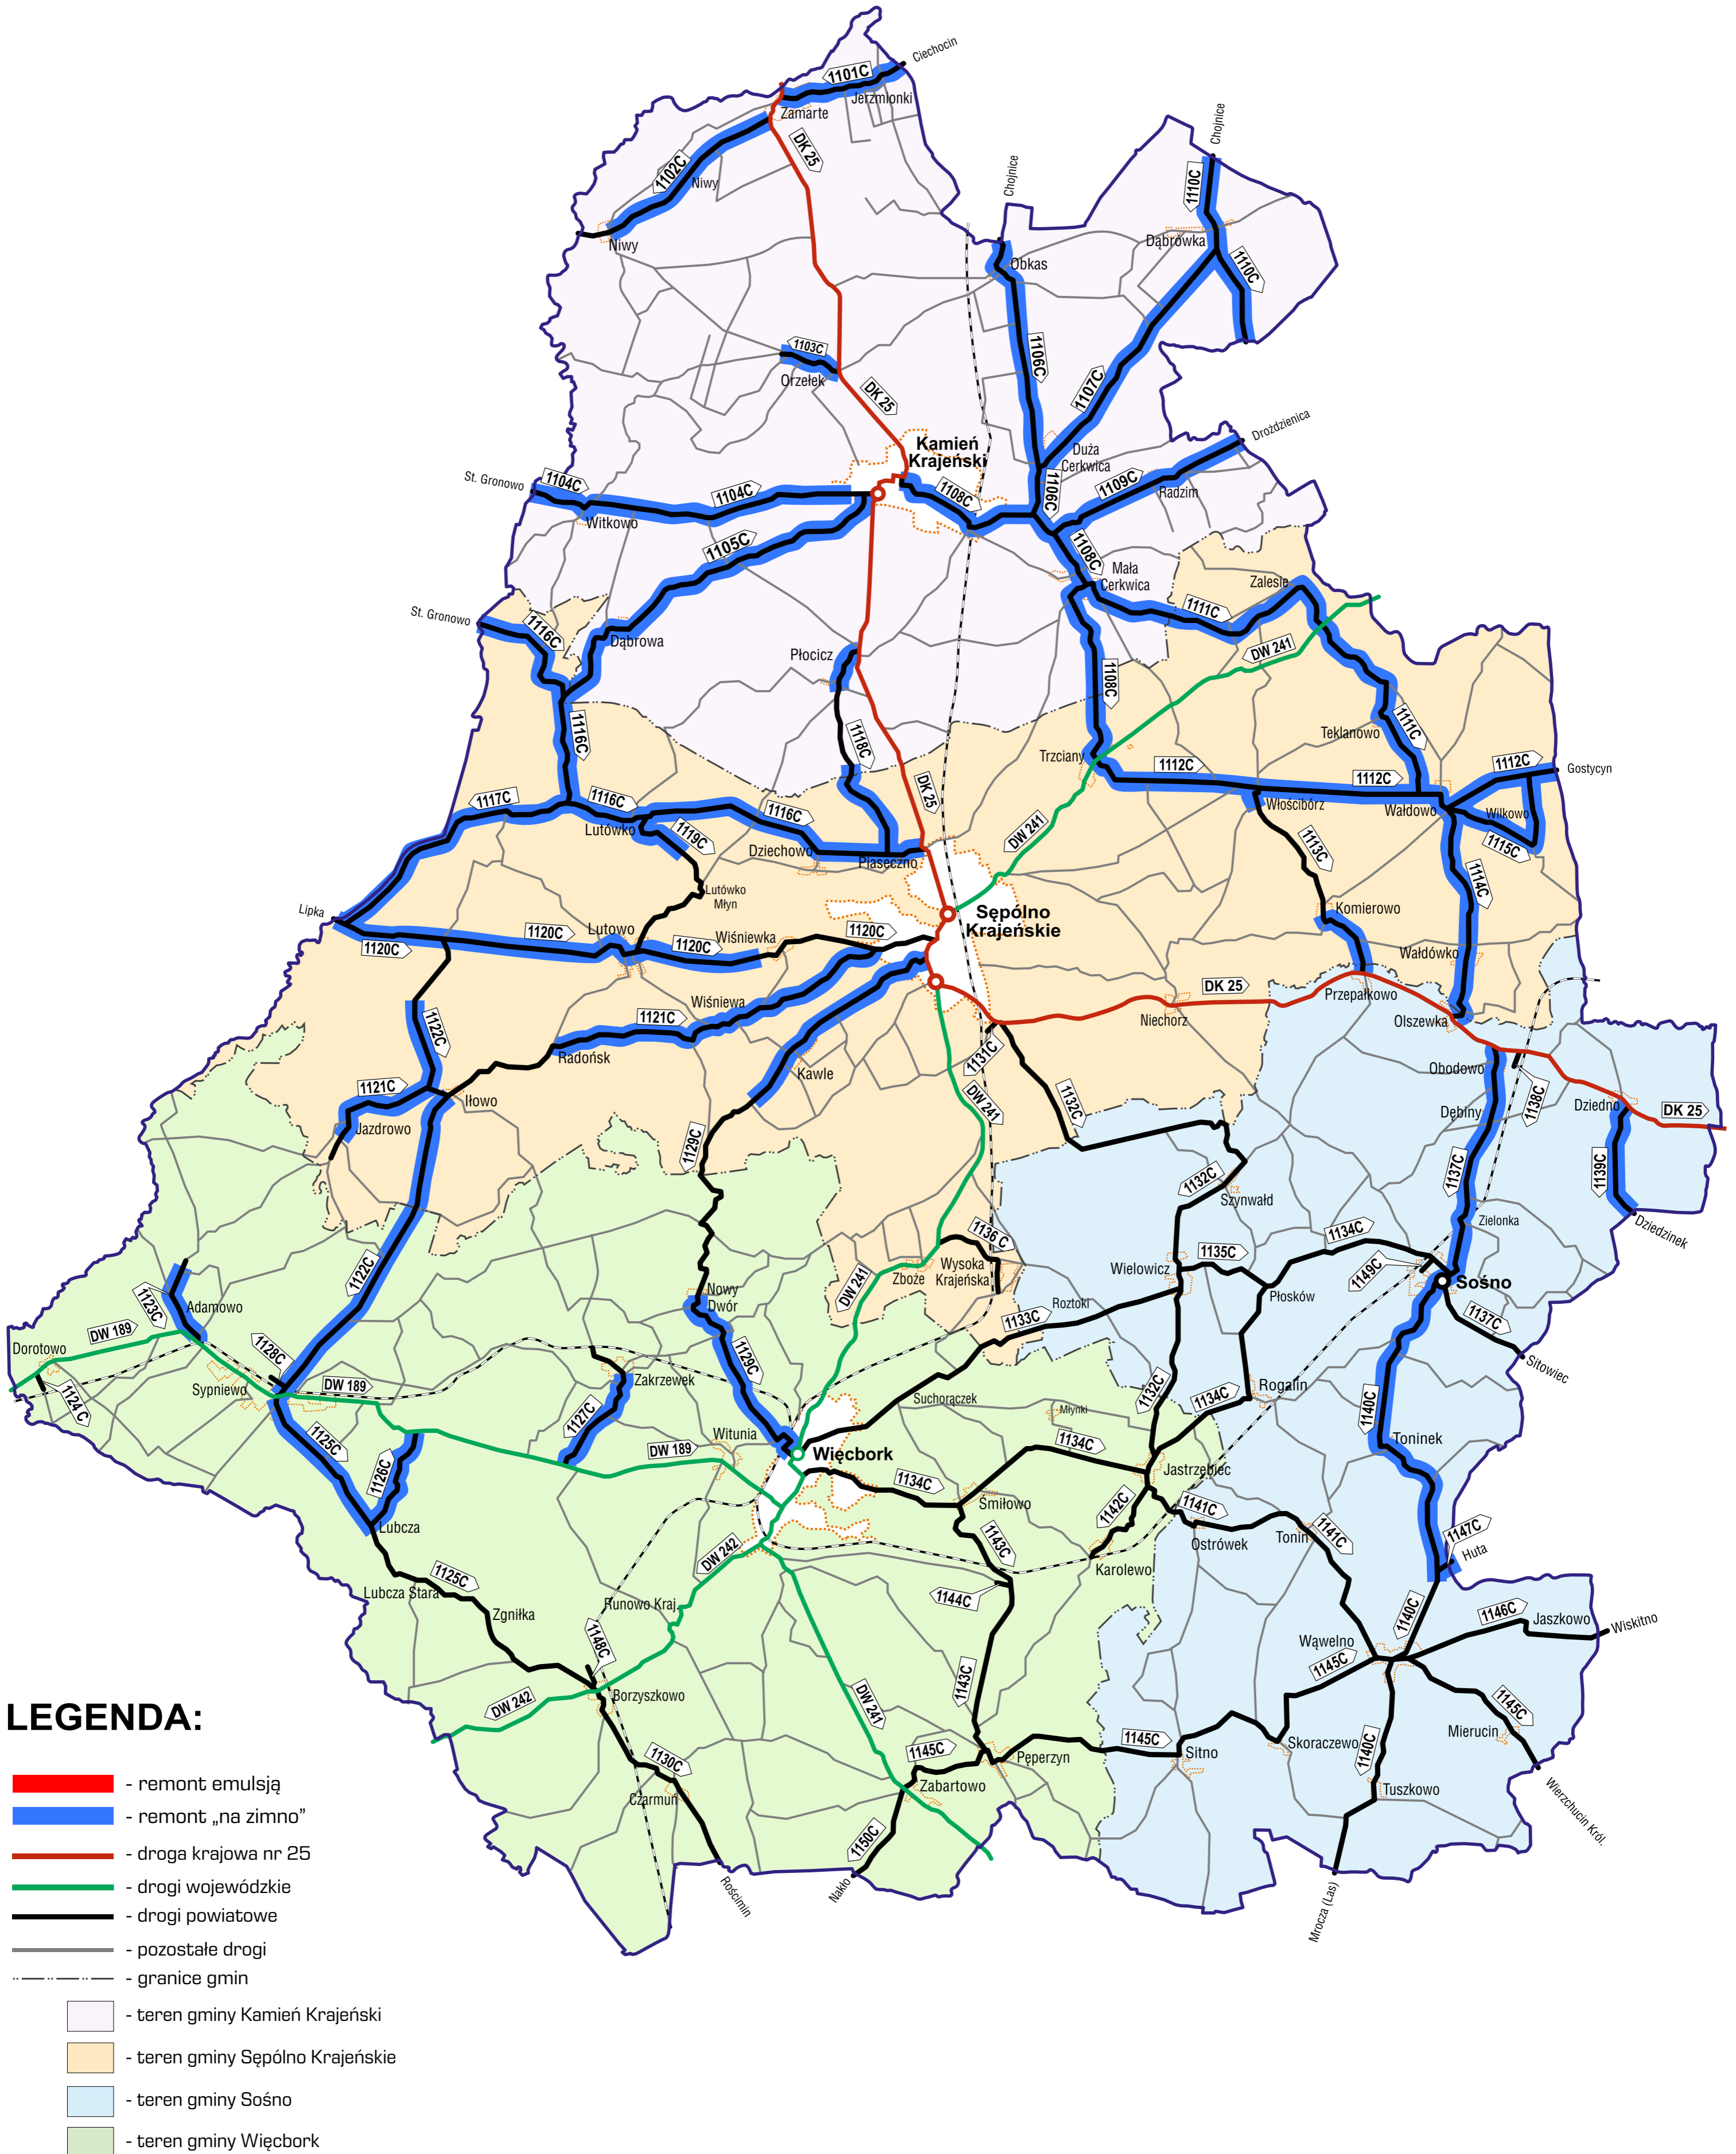 Ciechocin
1101C
Jerzmionki
Zamarte
DK 25
1102C
Niwy
Niwy
Chojnice
Chojnice
1110C
Dąbrówka
1110C
Obkas
1103C
Orzełek
1106C
1107C
DK 25
Kamień
Krajeński
Duża
Cerkwica
Drożdzienica
St. Gronowo
1104C
1104C
Witkowo
1108C
1106C
1109C
Radzim
1105C
1108C
Mała
Cerkwica
Zalesie
1111C
St. Gronowo
1116C
Dąbrowa
Płocicz
DW 241
1108C
1116C
1118C
Teklanowo
1111C
Trzciany
1112C
1112C
1112C
Gostycyn
DK 25
1117C
1116C
1116C
Włościbórz
Wałdowo
Wilkowo
Lutówko
1119C
Dziechowo
Piaseczno
DW 241
1113C
1115C
1114C
Lutówko
Młyn
Lipka
Sępólno
Krajeńskie
Komierowo
1120C
1120C
Lutowo
1120C
Wiśniewka
1120C
Wałdówko
Wiśniewa
1121C
DK 25
Niechorz
Przepałkowo
Olszewka
1122C
Radońsk
Kawle
1131C
Obodowo
1138C
1121C
Iłowo
Jazdrowo
DW 241
1132C
Dębiny
Dziedno
DK 25
1129C
1137C
1139C
1132C
Szynwałd
Zielonka
Dziedzinek
1136 C
Wysoka
Krajeńska
Zboże
1134C
1135C
Wielowicz
1149C
Sośno
1122C
1123C
Adamowo
Nowy
Dwór
DW 241
Roztoki
1133C
Płosków
1137C
Sitowiec
DW 189
Dorotowo
1128C
1129C
1124 C
Sypniewo
DW 189
Zakrzewek
1127C
Suchorączek
Młynki
1132C
1134C
Rogalin
1140C
Toninek
1125C
1126C
Witunia
DW 189
Więcbork
1134C
1134C
Jastrzębiec
Śmiłowo
1142C
1141C
Ostrówek
Tonin
1141C
1147C
Huta
Lubcza
1125C
Lubcza Stara
Zgniłka
DW 242
1143C
1144C
Karolewo
Runowo Kraj.
1148C
1140C
1146C
Jaszkowo
Wiskitno
Wąwelno
1145C
1143C
Borzyszkowo
DW 242
DW 241
1145C
Mierucin
1145C
Pęperzyn
1145C
Sitno
Skoraczewo
1140C
Tuszkowo
Zabartowo
1130C
Czarmuń
1150C
Nakło
Rościmin
Wierzchucin Król.
Mrocza (Las)
LEGENDA:
- remont emulsją
- remont „na zimno”
- droga krajowa nr 25
- drogi wojewódzkie
- drogi powiatowe
- pozostałe drogi
- granice gmin
- teren gminy Kamień Krajeński
- teren gminy Sępólno Krajeńskie
- teren gminy Sośno
- teren gminy Więcbork